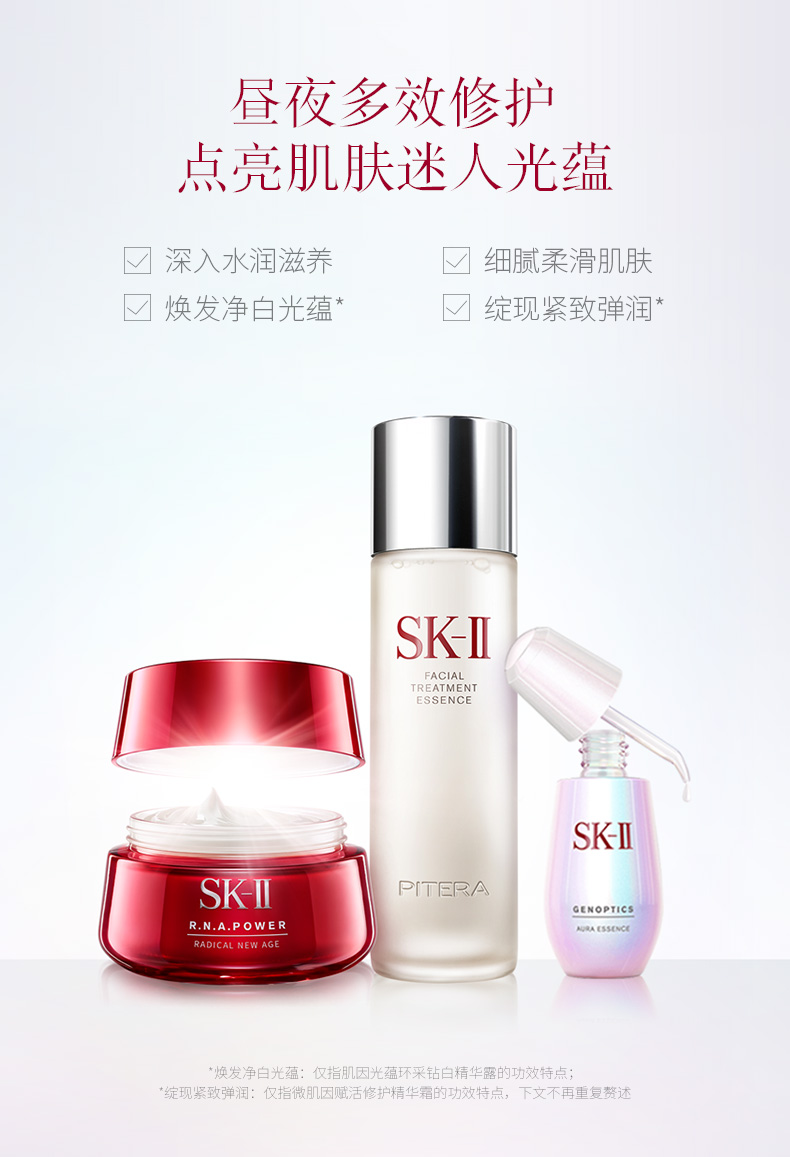 昼夜多效修护
点亮肌肤迷人光蕴
深入水润滋养
细腻柔滑肌肤
焕发净白光蕴*
绽现紧致弹润*
SK-II
FACIAL
TREATMENT
ESSENCE
PITERA
SK-II
R.N.A.POWER
RADICAL NEW AGE
SK-II
GENOPTICS
AURA ESSENCE
*焕发净白光蕴：仅指肌因光蕴环采钻白精华露的功效特点；
*绽现紧致弹润：仅指微肌因赋活修护精华霜的功效特点，下文不再重复赘述